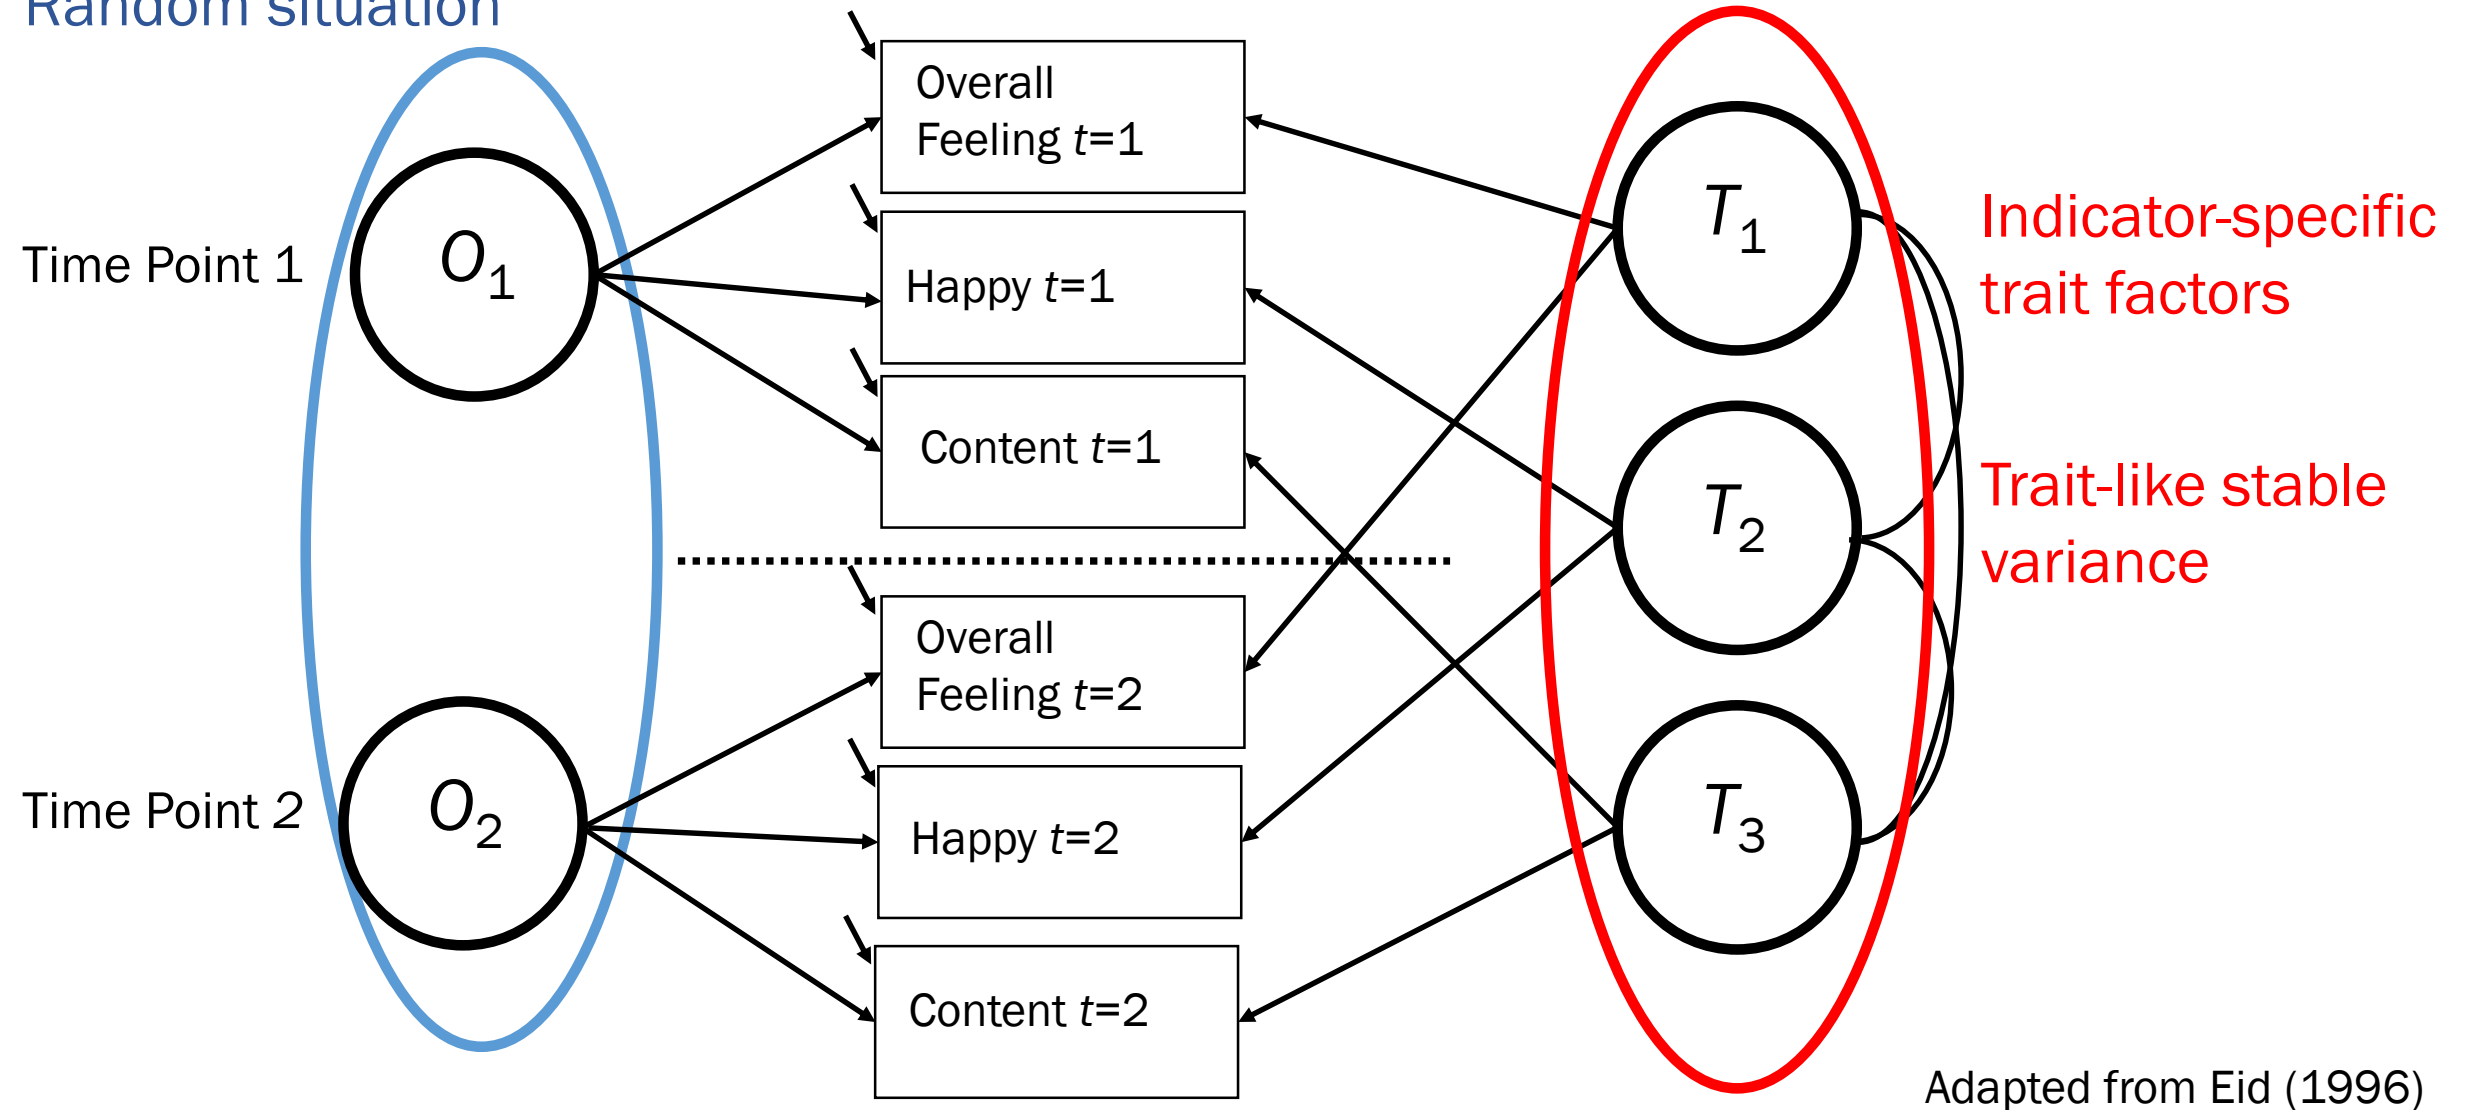 Random situation
Time Point 1
O1
Overall
Feeling t=1
Happy t=1
Content t=1
T1
Indicator-specific
trait factors
T2
Trait-like stable
variance
Time Point 2
O2
Overall
Feeling t=2
Happy t=2
Content t=2
T3
Adapted from Eid (1996)